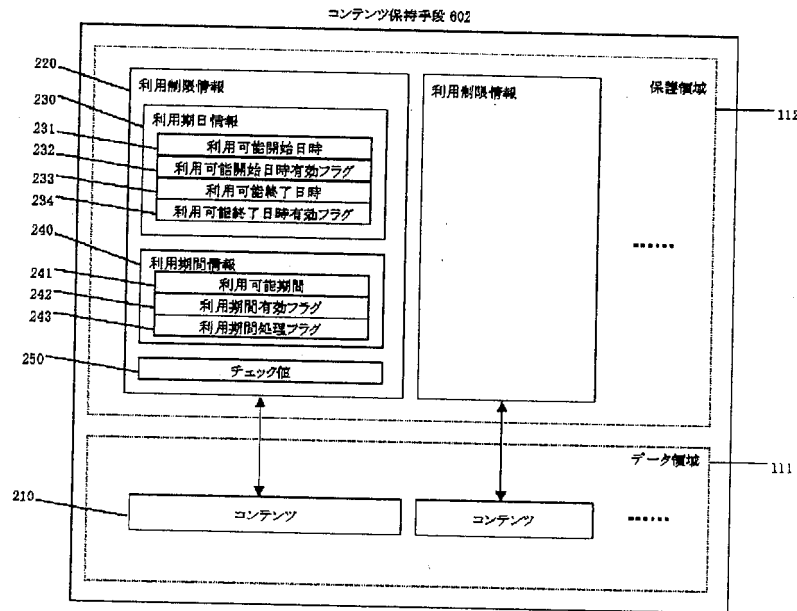 コンテンツ保持手段 602
220
利用制限情報
利用制限情報
保護領域
112
230
利用期日情報
231
利用可能開始日時
232
利用可能開始日時有効フラグ
233
利用可能終了日時
234
利用可能終了日時有効フラグ
......
240
利用期間情報
241
利用可能期間
242
利用期間有効フラグ
243
利用期間処理フラグ
250
チェック値
データ領域
111
210
コンテンツ
コンテンツ
......